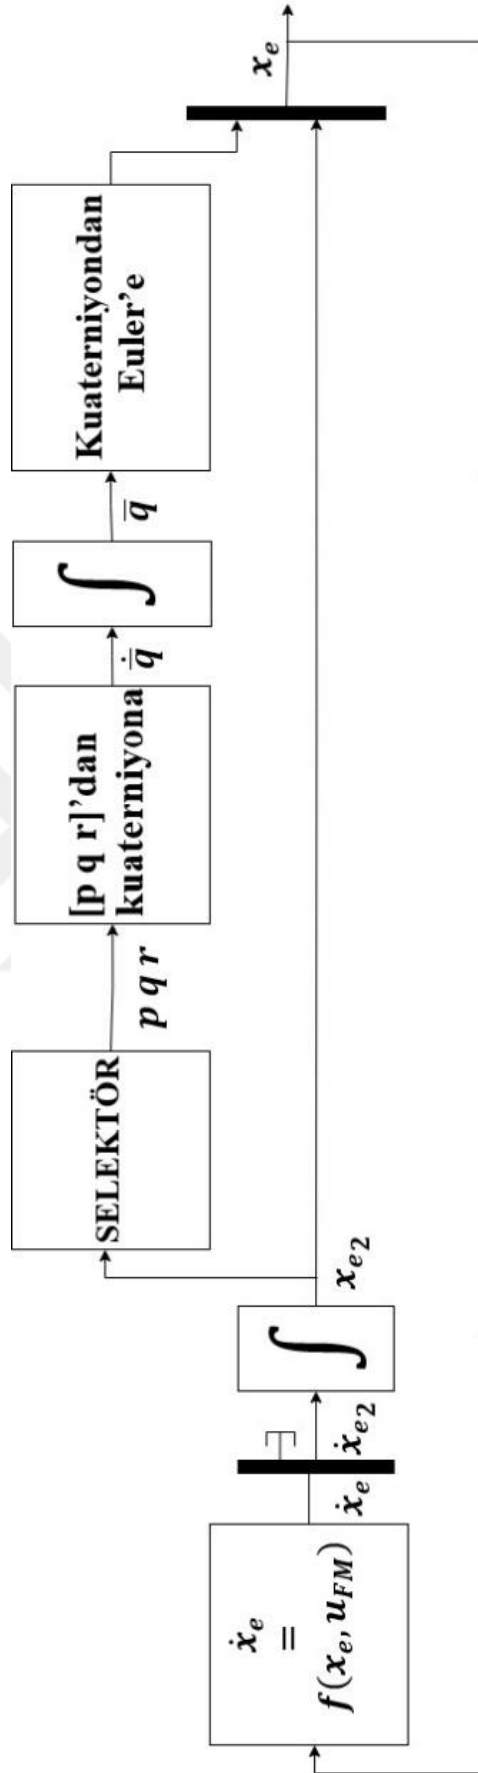 ẋ_e
=
f(x_e, u_FM)
ẋ_e
ẋ_e2
∫
x_e2
SELEKTÖR
p q r
[p q r]’dan
kuaterniyona
q̅̇
∫
q̅
Kuaterniyondan
Euler’e
x_e